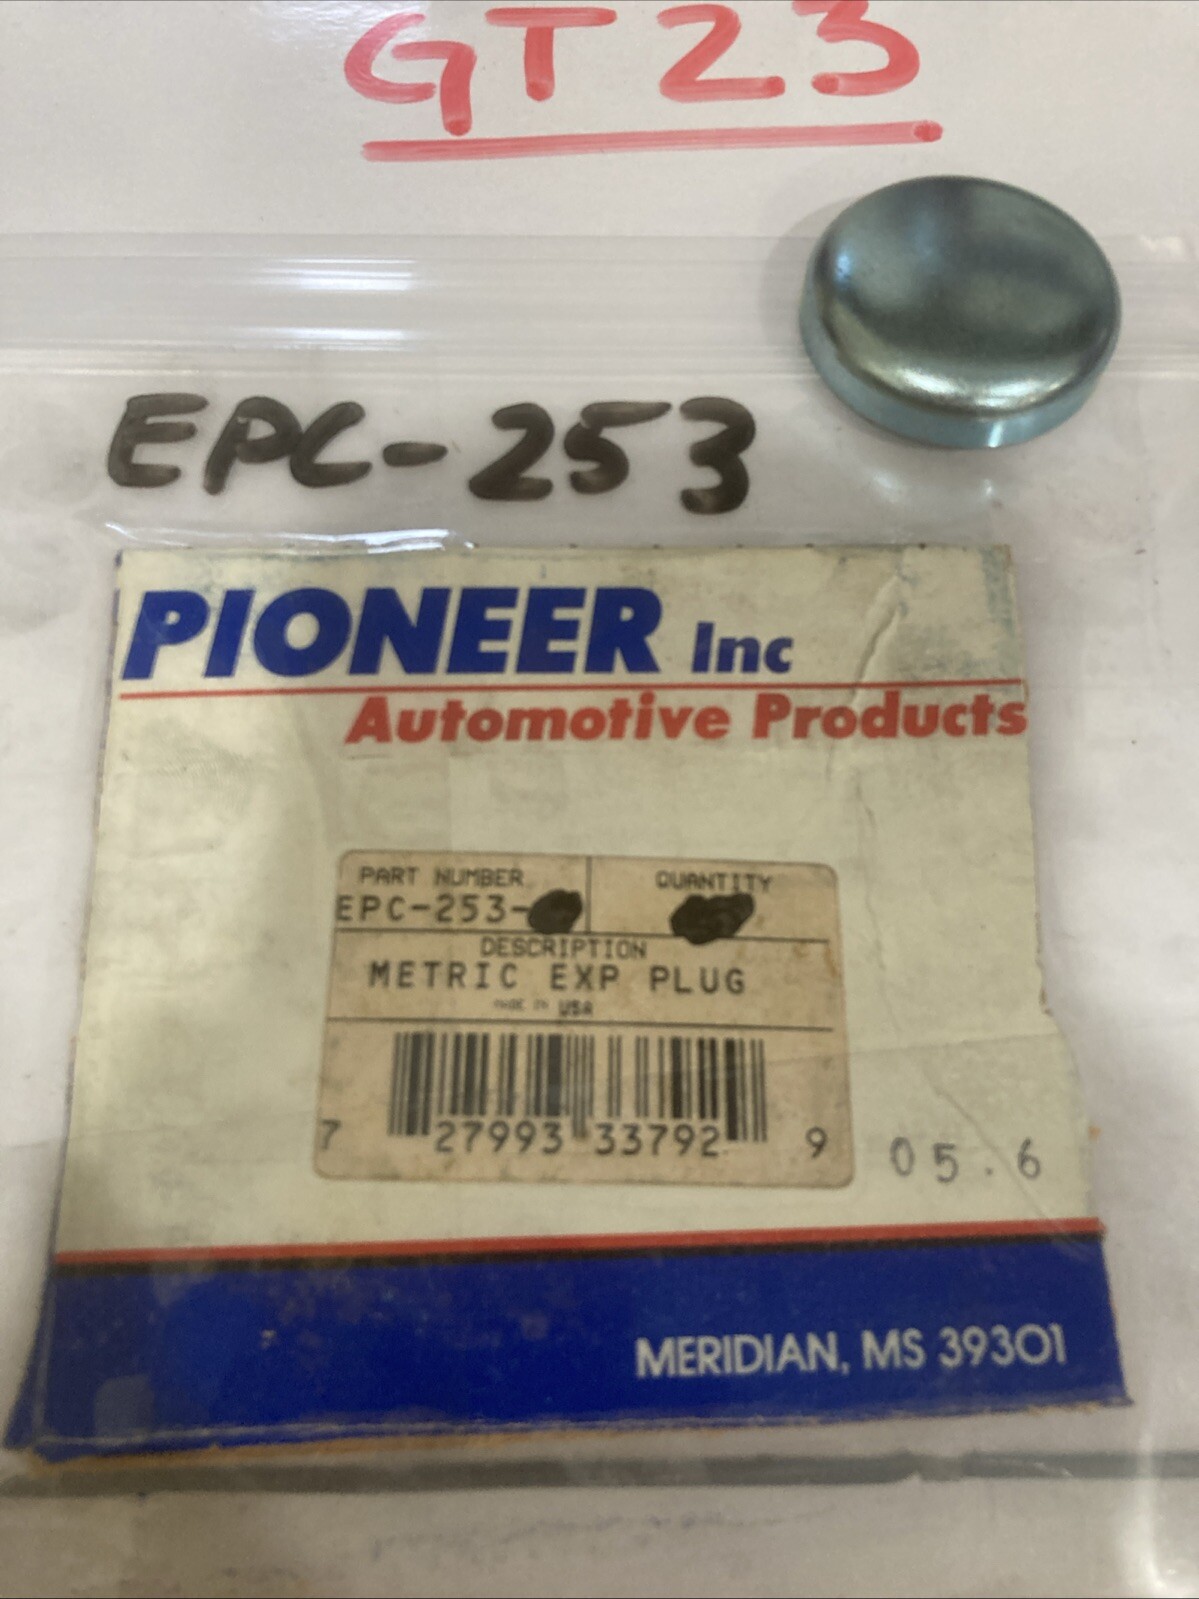 GT23
EPC-253
PIONEER Inc
Automotive Products
PART NUMBER QUANTITY
EPC-253-
DESCRIPTION
METRIC EXP PLUG
MADE IN USA
7 27993 33792 9
05.6
MERIDIAN, MS 39301